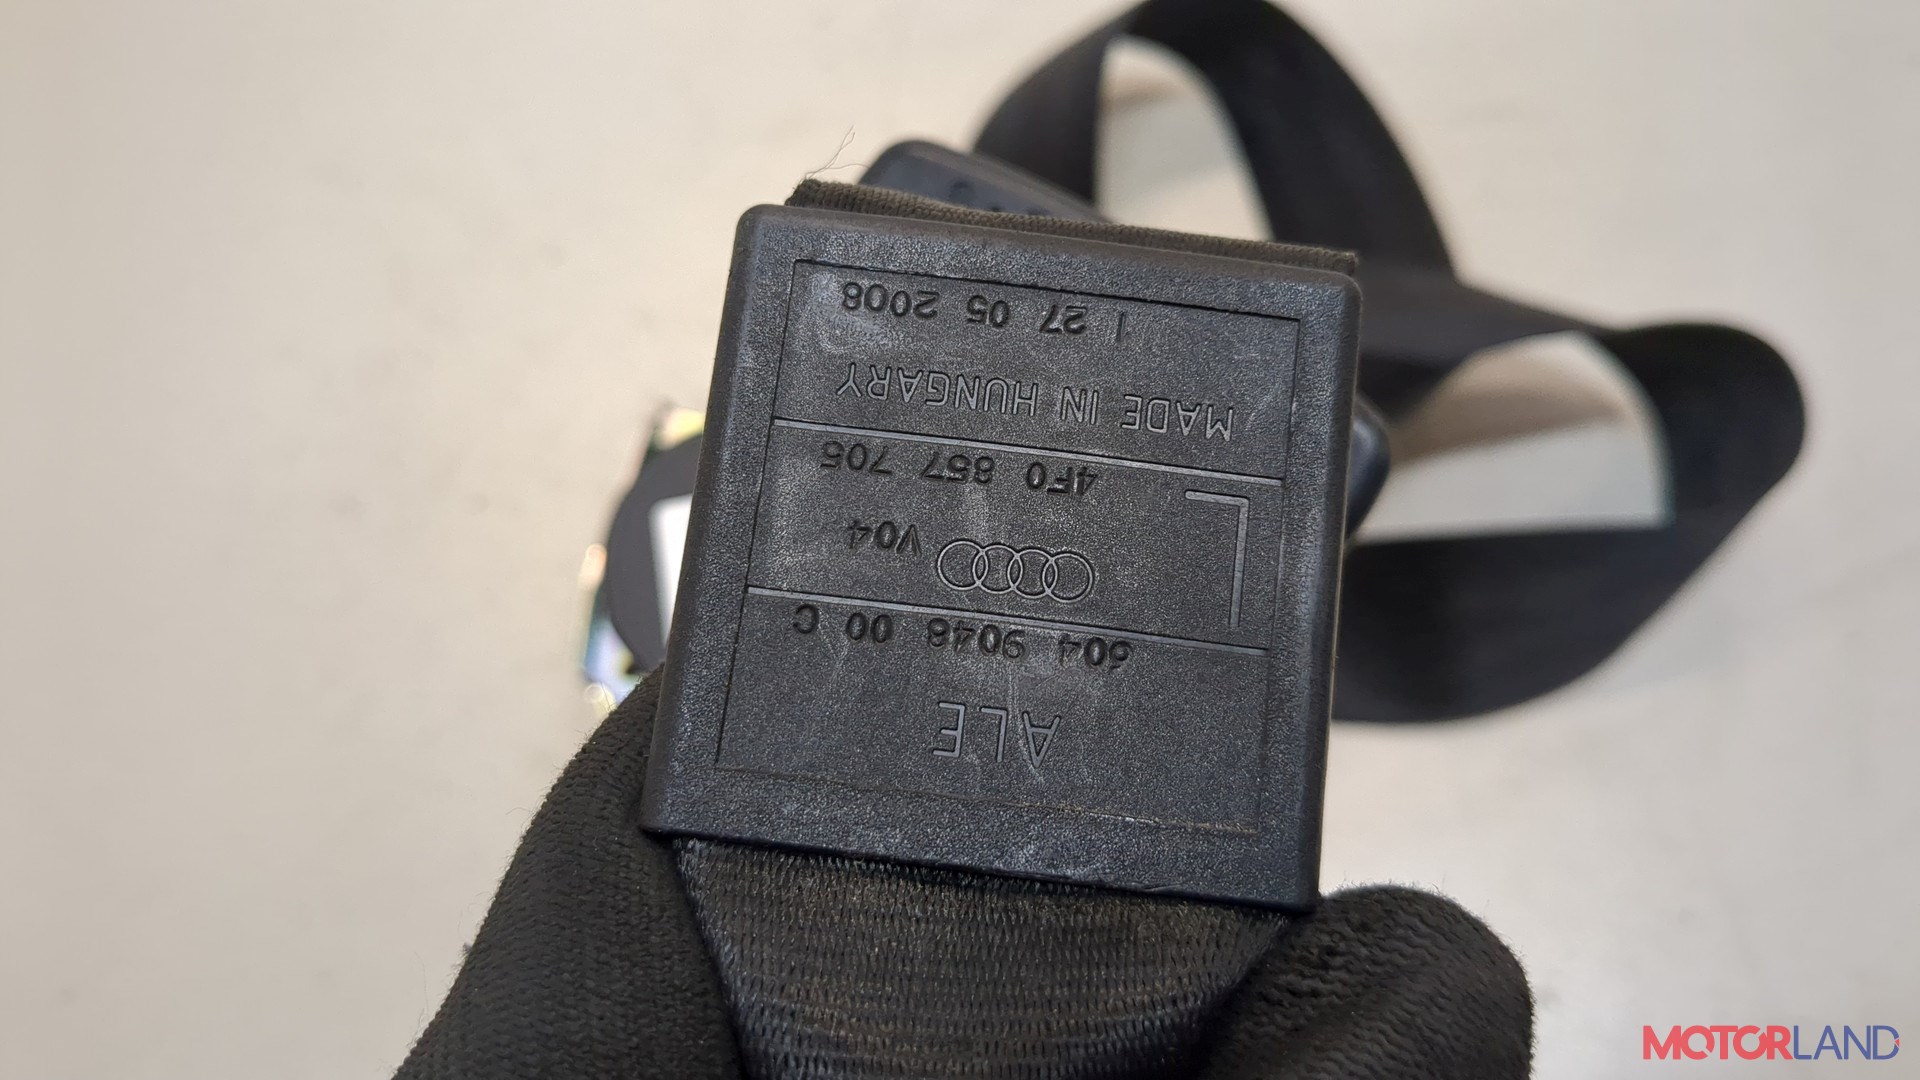 ALE
604 9048 00 C
V04
L 4F0 857 705
MADE IN HUNGARY
1 27 05 2008
MOTORLAND